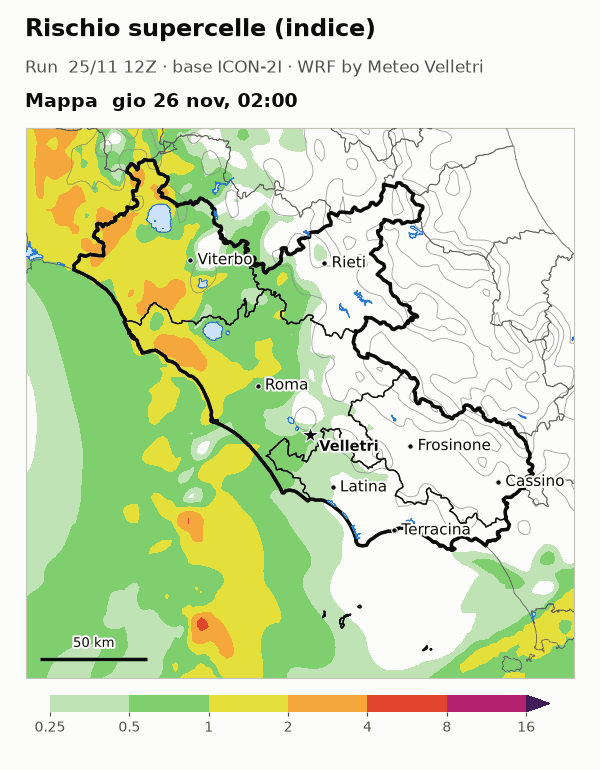 Rischio supercelle (indice)
Run  25/11 12Z · base ICON-2I · WRF by Meteo Velletri
Mappa  gio 26 nov, 02:00
Viterbo
Rieti
Roma
Velletri
Frosinone
Cassino
Latina
Terracina
50 km
0.25 0.5 1 2 4 8 16